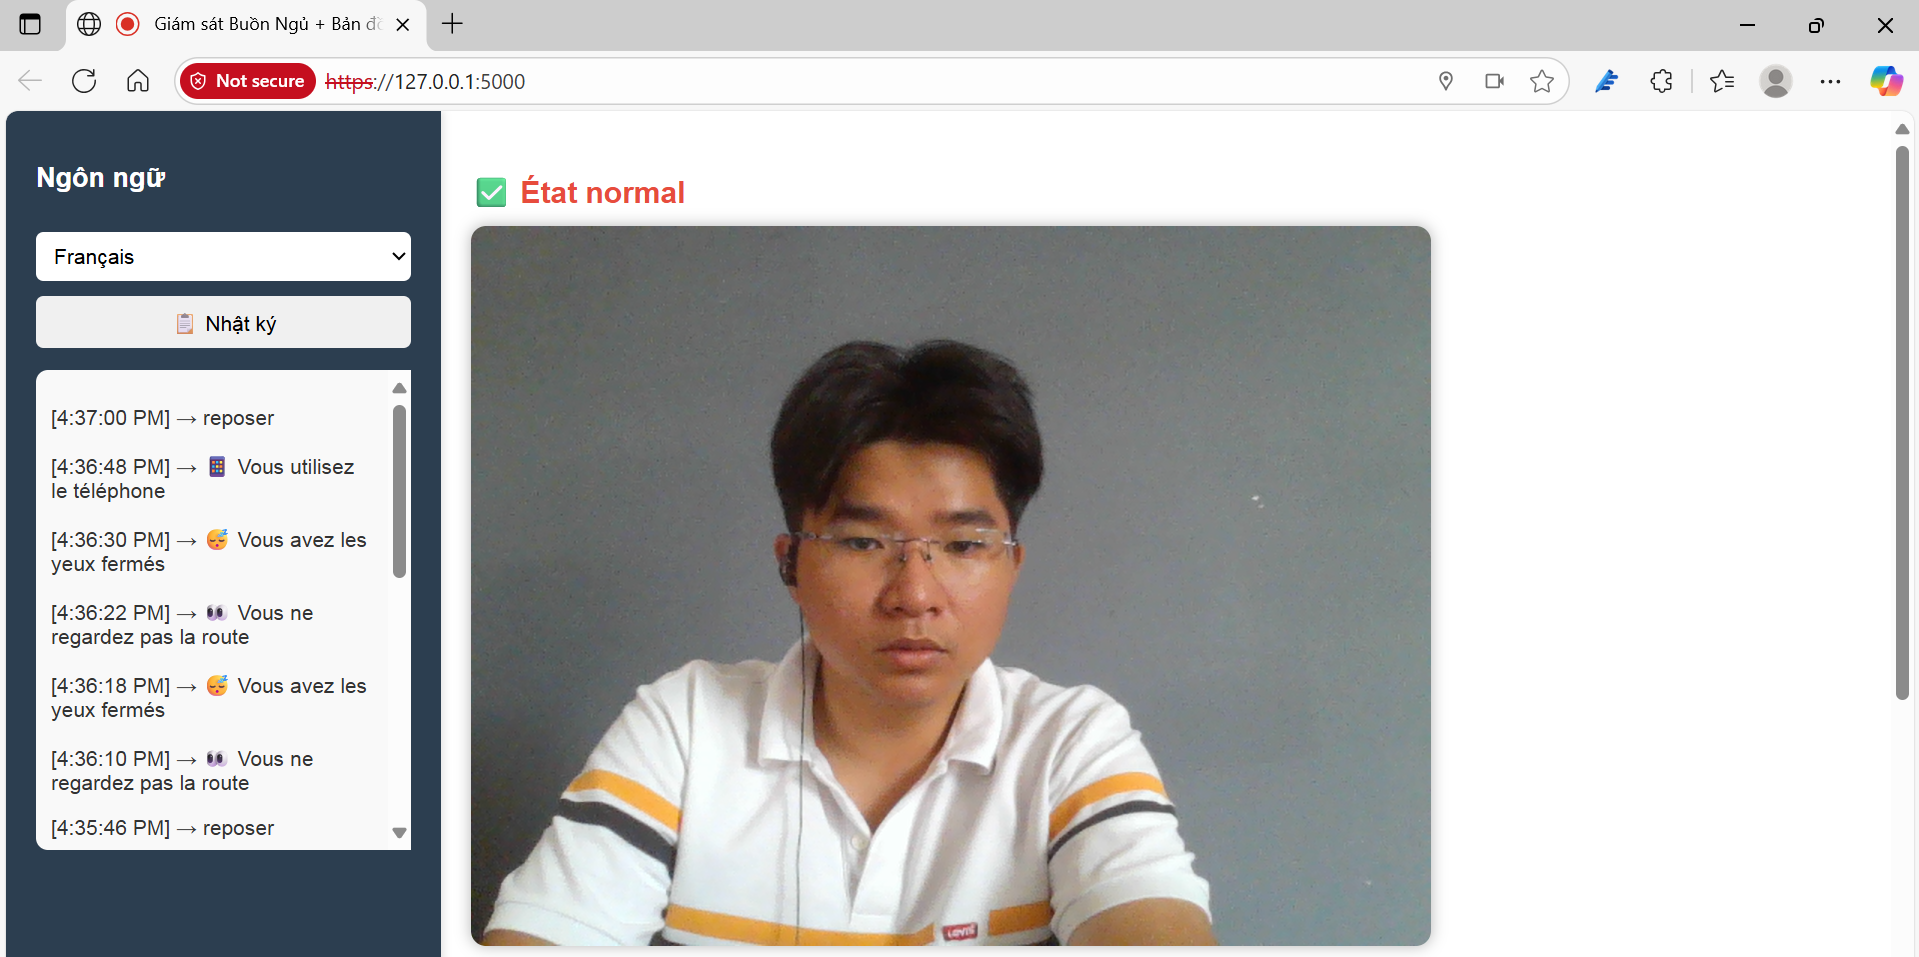 Giám sát Buồn Ngủ + Bản đồ
Not secure https://127.0.0.1:5000
Ngôn ngữ
Français
📋 Nhật ký
[4:37:00 PM] → reposer
[4:36:48 PM] → 📱 Vous utilisez
le téléphone
[4:36:30 PM] → 😴 Vous avez les
yeux fermés
[4:36:22 PM] → 👀 Vous ne
regardez pas la route
[4:36:18 PM] → 😴 Vous avez les
yeux fermés
[4:36:10 PM] → 👀 Vous ne
regardez pas la route
[4:35:46 PM] → reposer
✅ État normal
Levi's